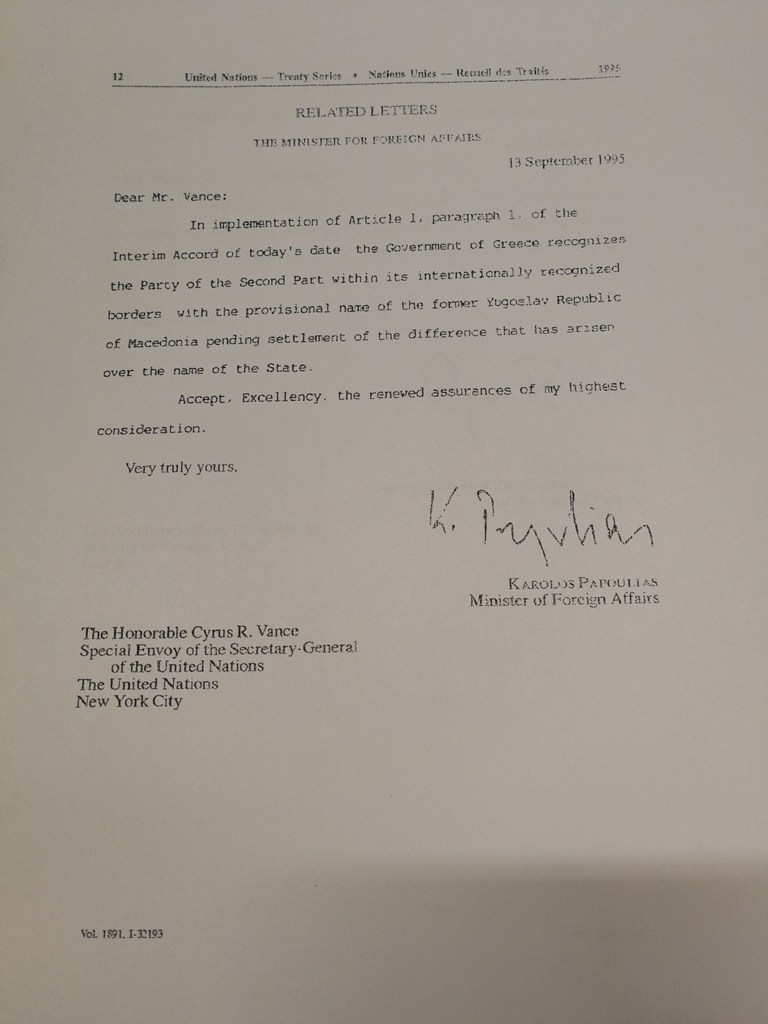 12 United Nations — Treaty Series • Nations Unies — Recueil des Traités 1995
RELATED LETTERS
THE MINISTER FOR FOREIGN AFFAIRS
13 September 1995
Dear Mr. Vance:
In implementation of Article 1, paragraph 1, of the
Interim Accord of today's date the Government of Greece recognizes
the Party of the Second Part within its internationally recognized
borders with the provisional name of the former Yugoslav Republic
of Macedonia pending settlement of the difference that has arisen
over the name of the State.
Accept, Excellency, the renewed assurances of my highest
consideration.
Very truly yours,
K. Papoulias
KAROLOS PAPOULIAS
Minister of Foreign Affairs
The Honorable Cyrus R. Vance
Special Envoy of the Secretary-General
of the United Nations
The United Nations
New York City
Vol. 1891, I-32193